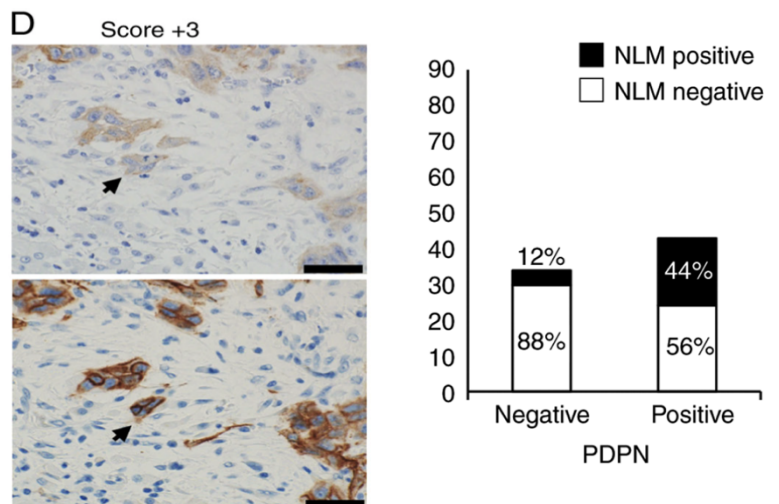 D
Score +3
NLM positive
NLM negative
90
80
70
60
50
40
30
20
10
0
12%
88%
44%
56%
Negative
Positive
PDPN